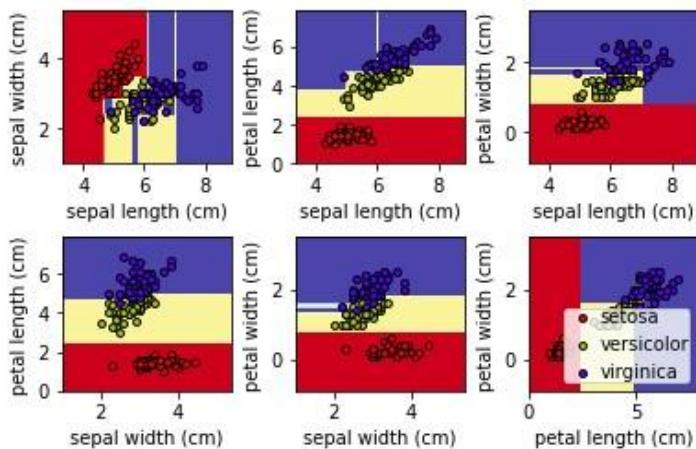 sepal width (cm)
4
2
4 6 8
sepal length (cm)
petal length (cm)
6
4
2
0
4 6 8
sepal length (cm)
petal width (cm)
2
0
4 6 8
sepal length (cm)
petal length (cm)
6
4
2
0
2 4
sepal width (cm)
petal width (cm)
2
0
2 4
sepal width (cm)
petal width (cm)
2
0
0 5
petal length (cm)
setosa
versicolor
virginica